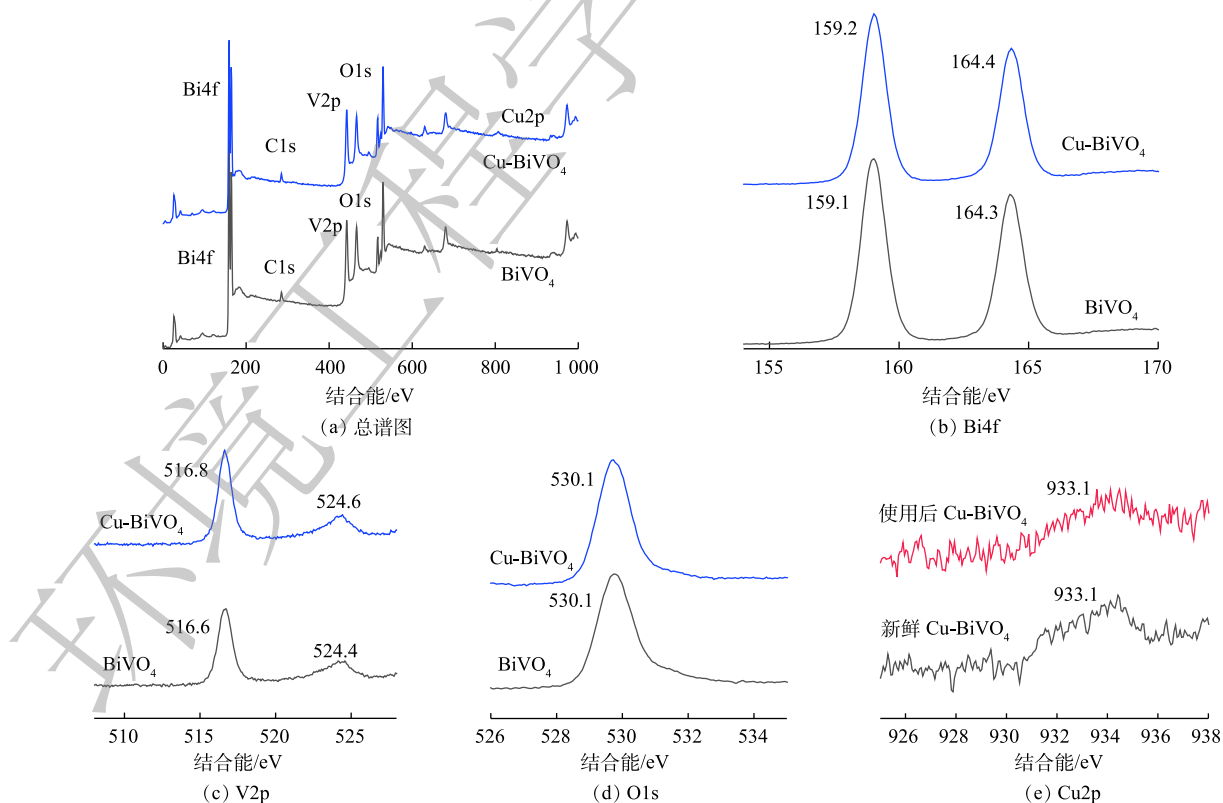 Bi4f
C1s
V2p
O1s
Cu2p
Cu-BiVO₄
Bi4f
C1s
V2p
O1s
BiVO₄
0 200 400 600 800 1 000
结合能/eV
(a) 总谱图
159.2
164.4
Cu-BiVO₄
159.1
164.3
BiVO₄
155 160 165 170
结合能/eV
(b) Bi4f
516.8
524.6
Cu-BiVO₄
516.6
524.4
BiVO₄
510 515 520 525
结合能/eV
(c) V2p
530.1
Cu-BiVO₄
530.1
BiVO₄
526 528 530 532 534
结合能/eV
(d) O1s
933.1
使用后 Cu-BiVO₄
933.1
新鲜 Cu-BiVO₄
926 928 930 932 934 936 938
结合能/eV
(e) Cu2p
环境工程学